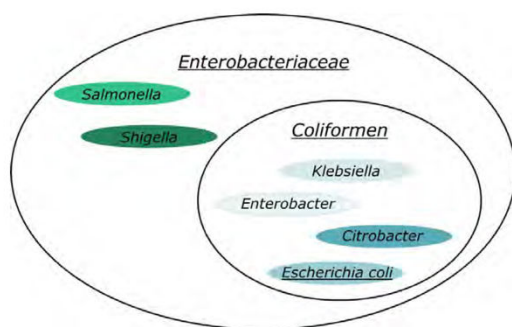 Enterobacteriaceae
Salmonella
Shigella
Coliformen
Klebsiella
Enterobacter
Citrobacter
Escherichia coli